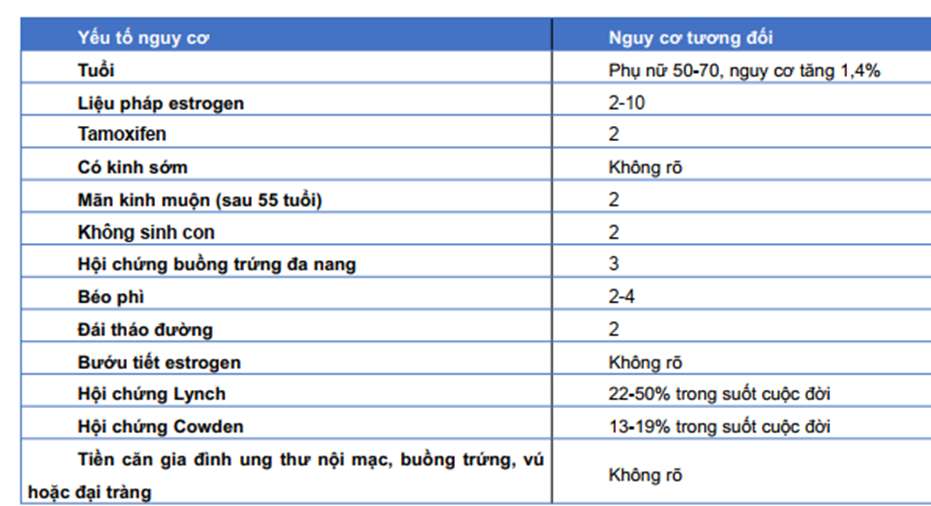 Yếu tố nguy cơ Nguy cơ tương đối
Tuổi Phụ nữ 50-70, nguy cơ tăng 1,4%
Liệu pháp estrogen 2-10
Tamoxifen 2
Có kinh sớm Không rõ
Mãn kinh muộn (sau 55 tuổi) 2
Không sinh con 2
Hội chứng buồng trứng đa nang 3
Béo phì 2-4
Đái tháo đường 2
Bướu tiết estrogen Không rõ
Hội chứng Lynch 22-50% trong suốt cuộc đời
Hội chứng Cowden 13-19% trong suốt cuộc đời
Tiền căn gia đình ung thư nội mạc, buồng trứng, vú
hoặc đại tràng
Không rõ